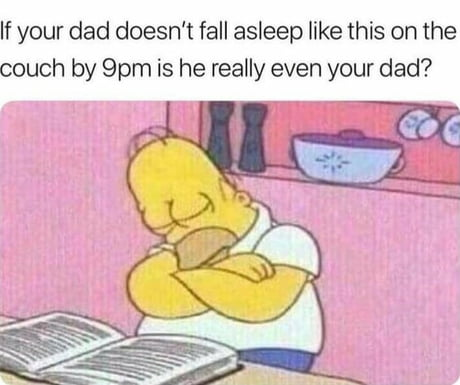 If your dad doesn't fall asleep like this on the
couch by 9pm is he really even your dad?